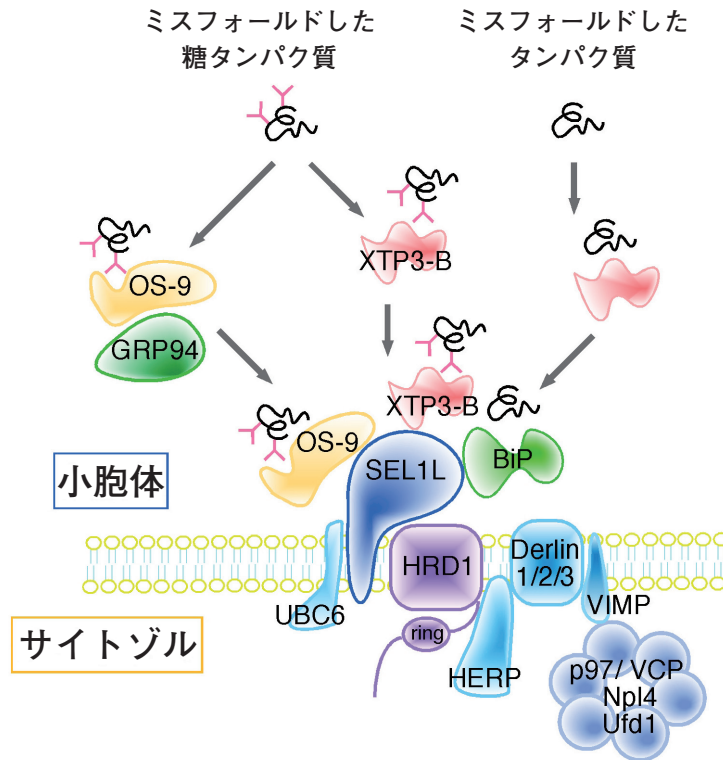 ミスフォールドした
糖タンパク質
ミスフォールドした
タンパク質
XTP3-B
OS-9
GRP94
XTP3-B
OS-9
SEL1L
BiP
小胞体
HRD1
Derlin
1/2/3
UBC6
VIMP
サイトゾル
ring
HERP
p97/ VCP
Npl4
Ufd1